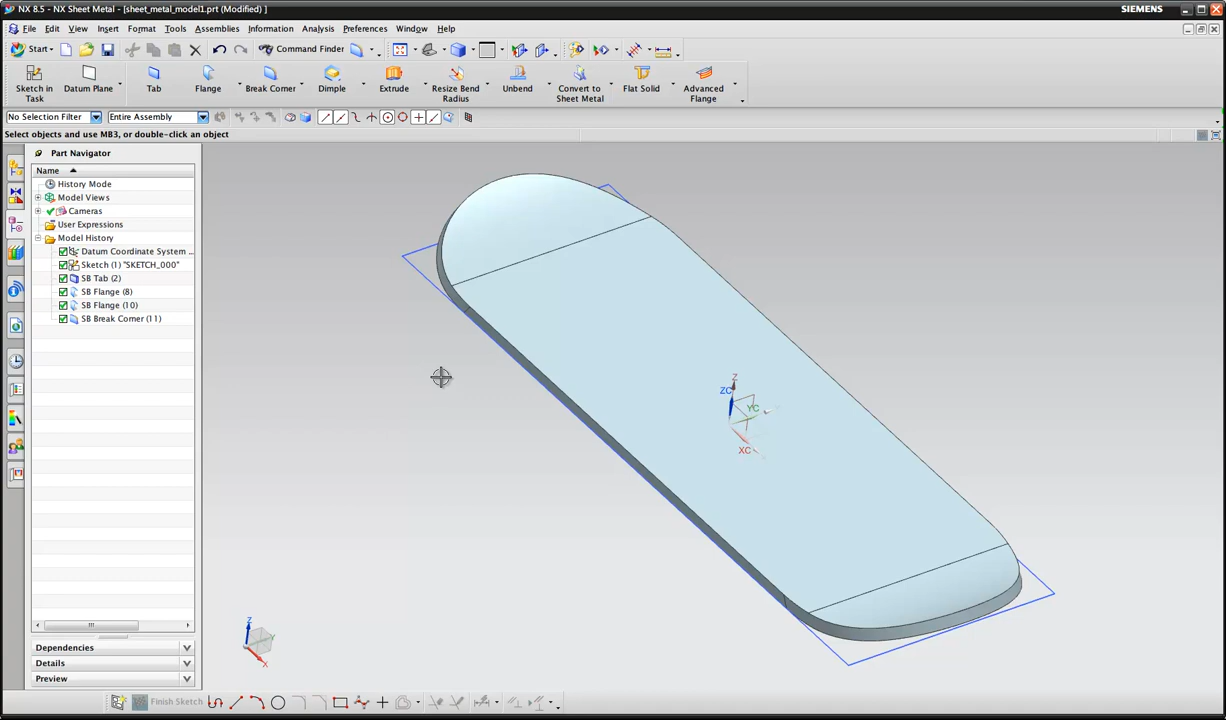 NX 8.5 - NX Sheet Metal - [sheet_metal_model1.prt (Modified) ]
SIEMENS
File Edit View Insert Format Tools Assemblies Information Analysis Preferences Window Help
Start Command Finder
Sketch in Task
Datum Plane
Tab
Flange
Break Corner
Dimple
Extrude
Resize Bend Radius
Unbend
Convert to Sheet Metal
Flat Solid
Advanced Flange
No Selection Filter Entire Assembly
Select objects and use MB3, or double-click an object
Part Navigator
Name
History Mode
Model Views
Cameras
User Expressions
Model History
Datum Coordinate System ...
Sketch (1) "SKETCH_000"
SB Tab (2)
SB Flange (8)
SB Flange (10)
SB Break Corner (11)
Z
ZC
YC
XC
Z
Y
X
Dependencies
Details
Preview
Finish Sketch